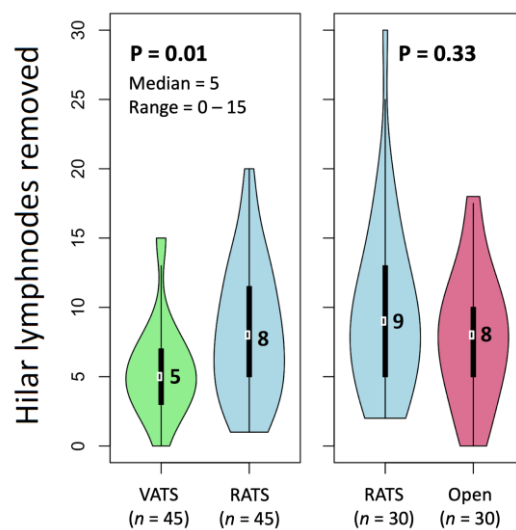 Hilar lymphnodes removed
30
25
20
15
10
5
0
P = 0.01
Median = 5
Range = 0 – 15
5
8
VATS
(n = 45)
RATS
(n = 45)
P = 0.33
9
8
RATS
(n = 30)
Open
(n = 30)